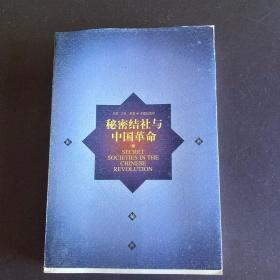 秘密结社与
中国革命
SECRET
SOCIETIES IN THE
CHINESE
REVOLUTION